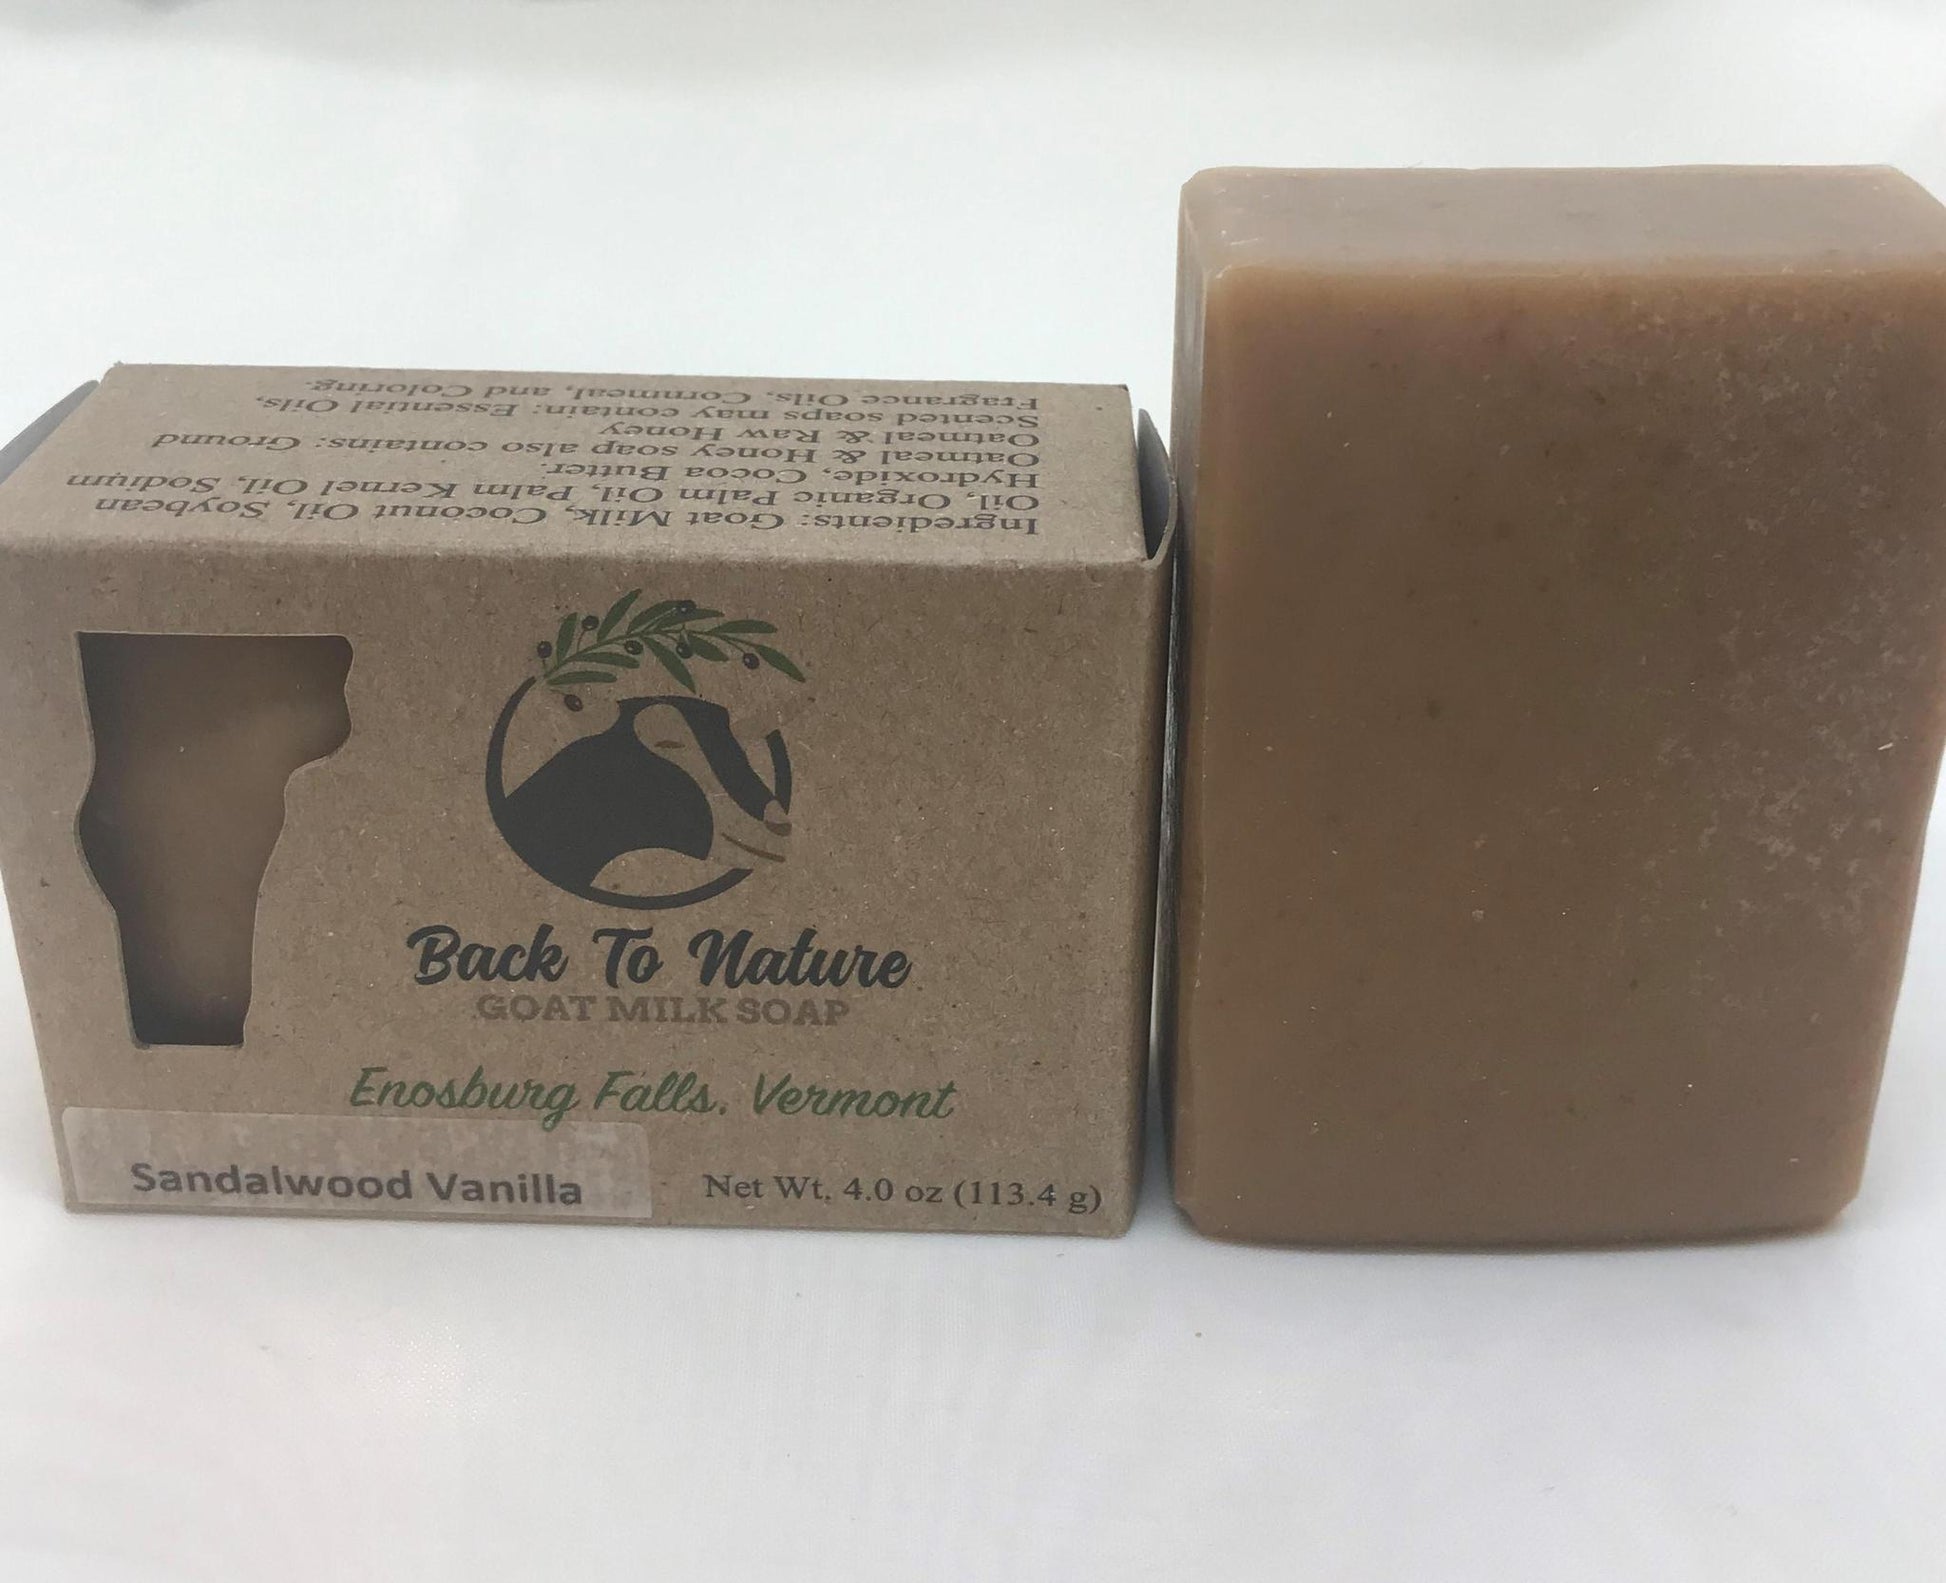 Ingredients: Goat Milk, Coconut Oil, Soybean
Oil, Organic Palm Oil, Palm Kernel Oil, Sodium
Hydroxide, Cocoa Butter.
Oatmeal & Honey soap also contains: Ground
Oatmeal & Raw Honey
Scented soaps may contain: Essential Oils,
Fragrance Oils, Cornmeal, and Coloring.
Back To Nature
GOAT MILK SOAP
Enosburg Falls, Vermont
Sandalwood Vanilla
Net Wt. 4.0 oz (113.4 g)